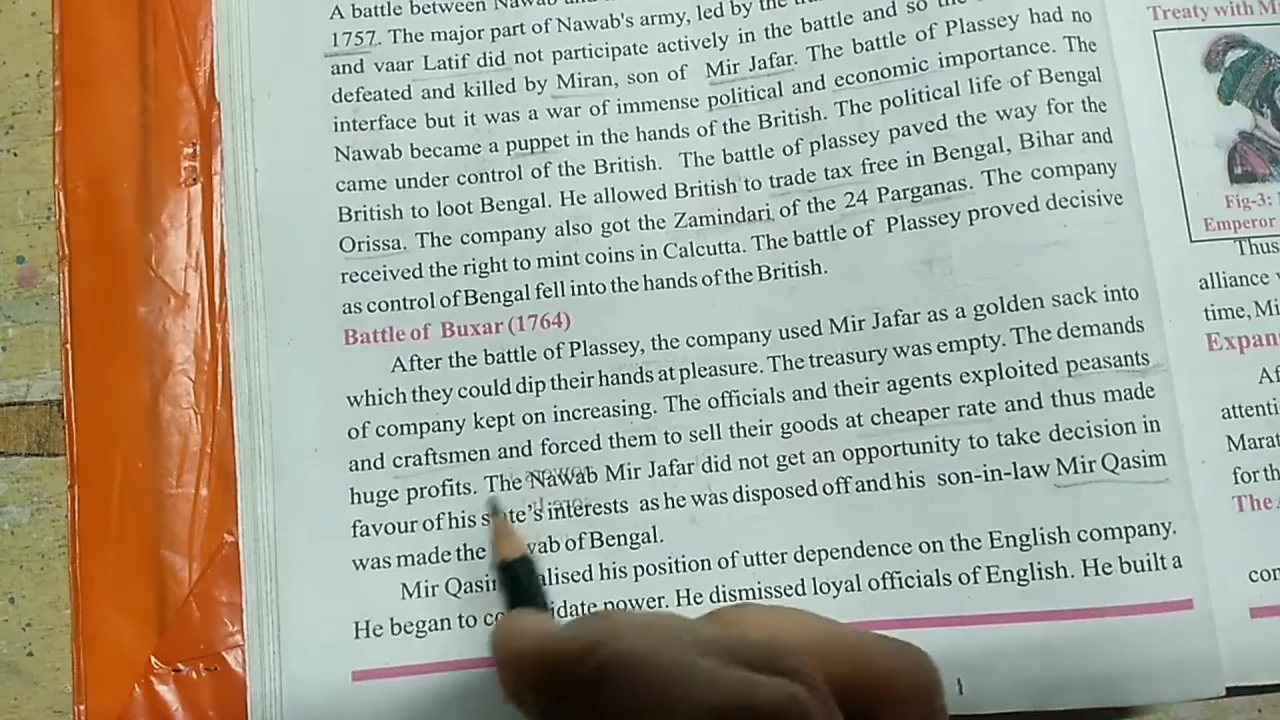 A battle between Nawab
1757. The major part of Nawab's army, led by the
and vaar Latif did not participate actively in the battle and so
defeated and killed by Miran, son of Mir Jafar. The battle of Plassey had no
interface but it was a war of immense political and economic importance. The
Nawab became a puppet in the hands of the British. The political life of Bengal
came under control of the British. The battle of plassey paved the way for the
British to loot Bengal. He allowed British to trade tax free in Bengal, Bihar and
Orissa. The company also got the Zamindari of the 24 Parganas. The company
received the right to mint coins in Calcutta. The battle of Plassey proved decisive
as control of Bengal fell into the hands of the British.
Battle of Buxar (1764)
After the battle of Plassey, the company used Mir Jafar as a golden sack into
which they could dip their hands at pleasure. The treasury was empty. The demands
of company kept on increasing. The officials and their agents exploited peasants
and craftsmen and forced them to sell their goods at cheaper rate and thus made
huge profits. The Nawab Mir Jafar did not get an opportunity to take decision in
favour of his interests as he was disposed off and his son-in-law Mir Qasim
was made the of Bengal.
Mir his position of utter dependence on the English company.
He began to power. He dismissed loyal officials of English. He built a
Treaty with
Fig-3:
Emperor
Thus
alliance
time,
for th
The